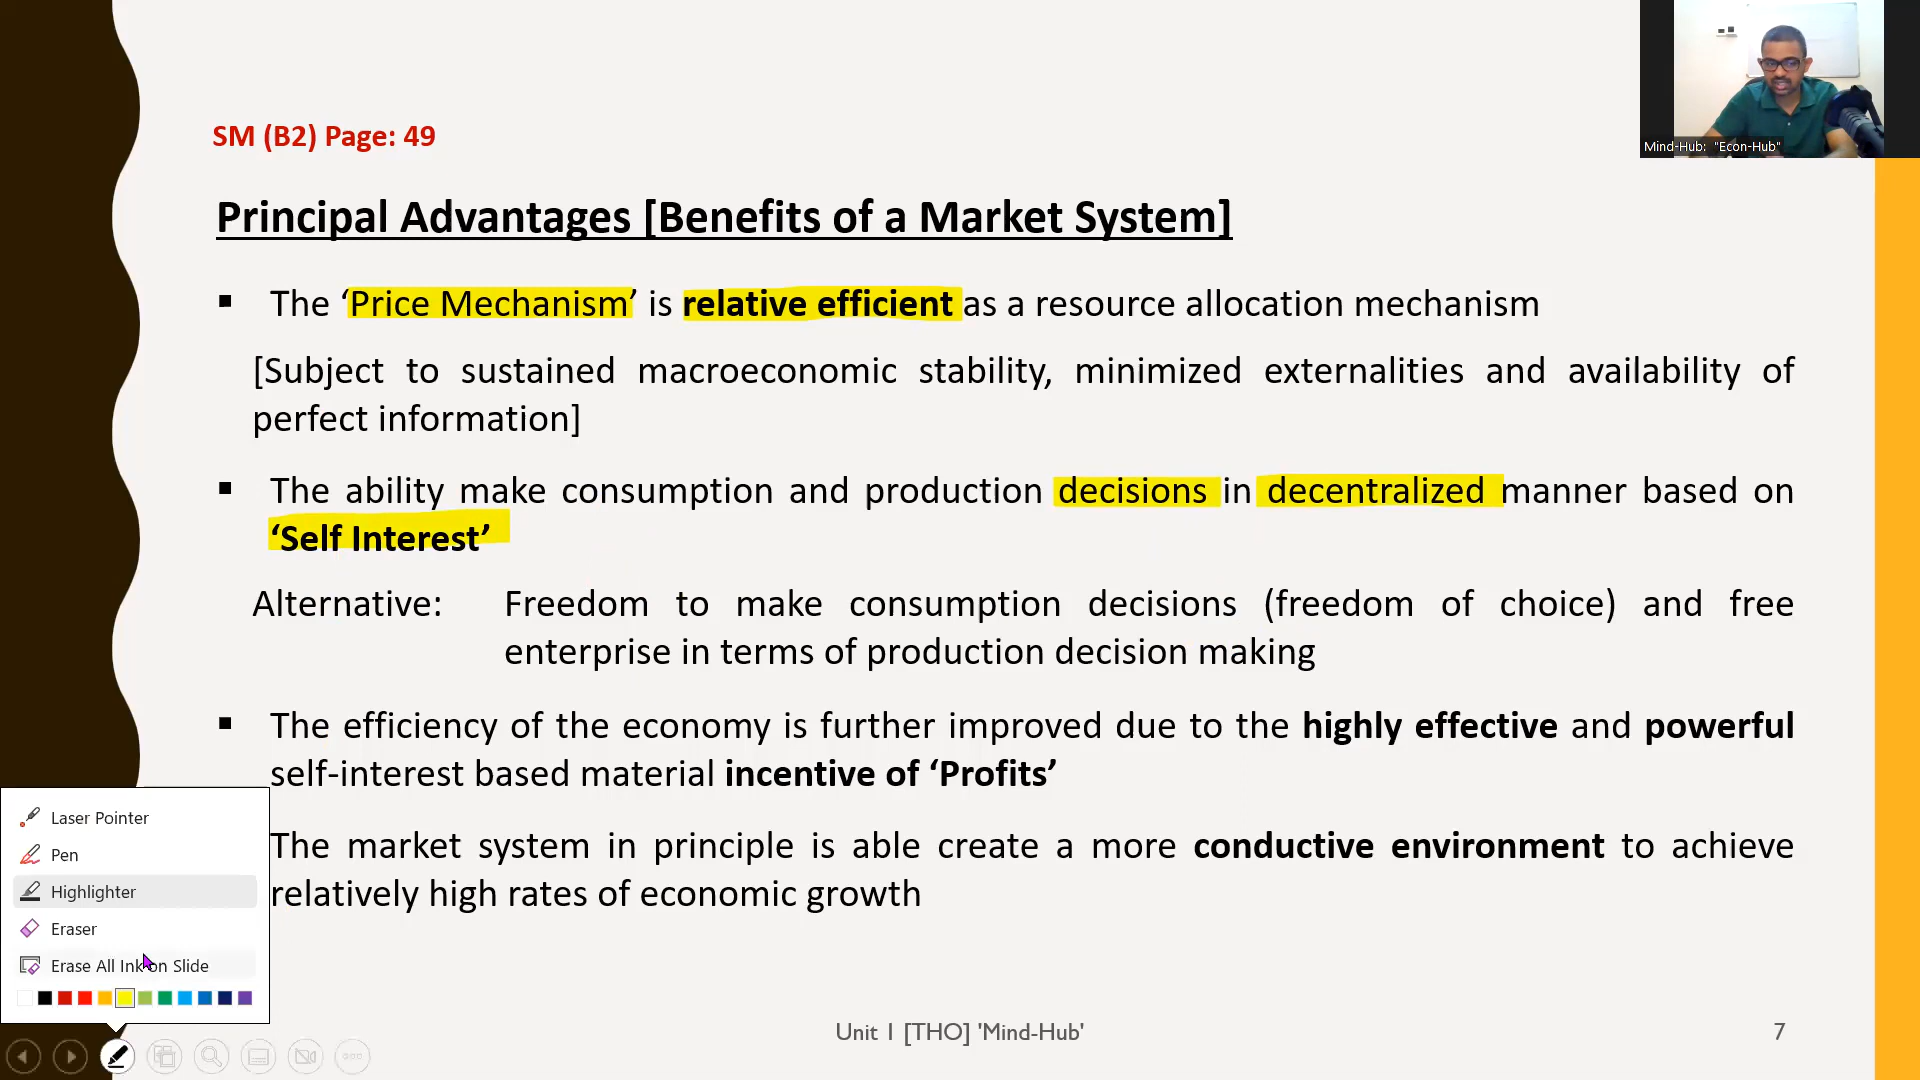 Mind-Hub: "Econ-Hub"
SM (B2) Page: 49
Principal Advantages [Benefits of a Market System]
▪ The ‘Price Mechanism’ is relative efficient as a resource allocation mechanism
[Subject to sustained macroeconomic stability, minimized externalities and availability of
perfect information]
▪ The ability make consumption and production decisions in decentralized manner based on
‘Self Interest’
Alternative: Freedom to make consumption decisions (freedom of choice) and free
enterprise in terms of production decision making
▪ The efficiency of the economy is further improved due to the highly effective and powerful
self-interest based material incentive of ‘Profits’
The market system in principle is able create a more conductive environment to achieve
relatively high rates of economic growth
Laser Pointer
Pen
Highlighter
Eraser
Erase All Ink on Slide
Unit 1 [THO] 'Mind-Hub'
7